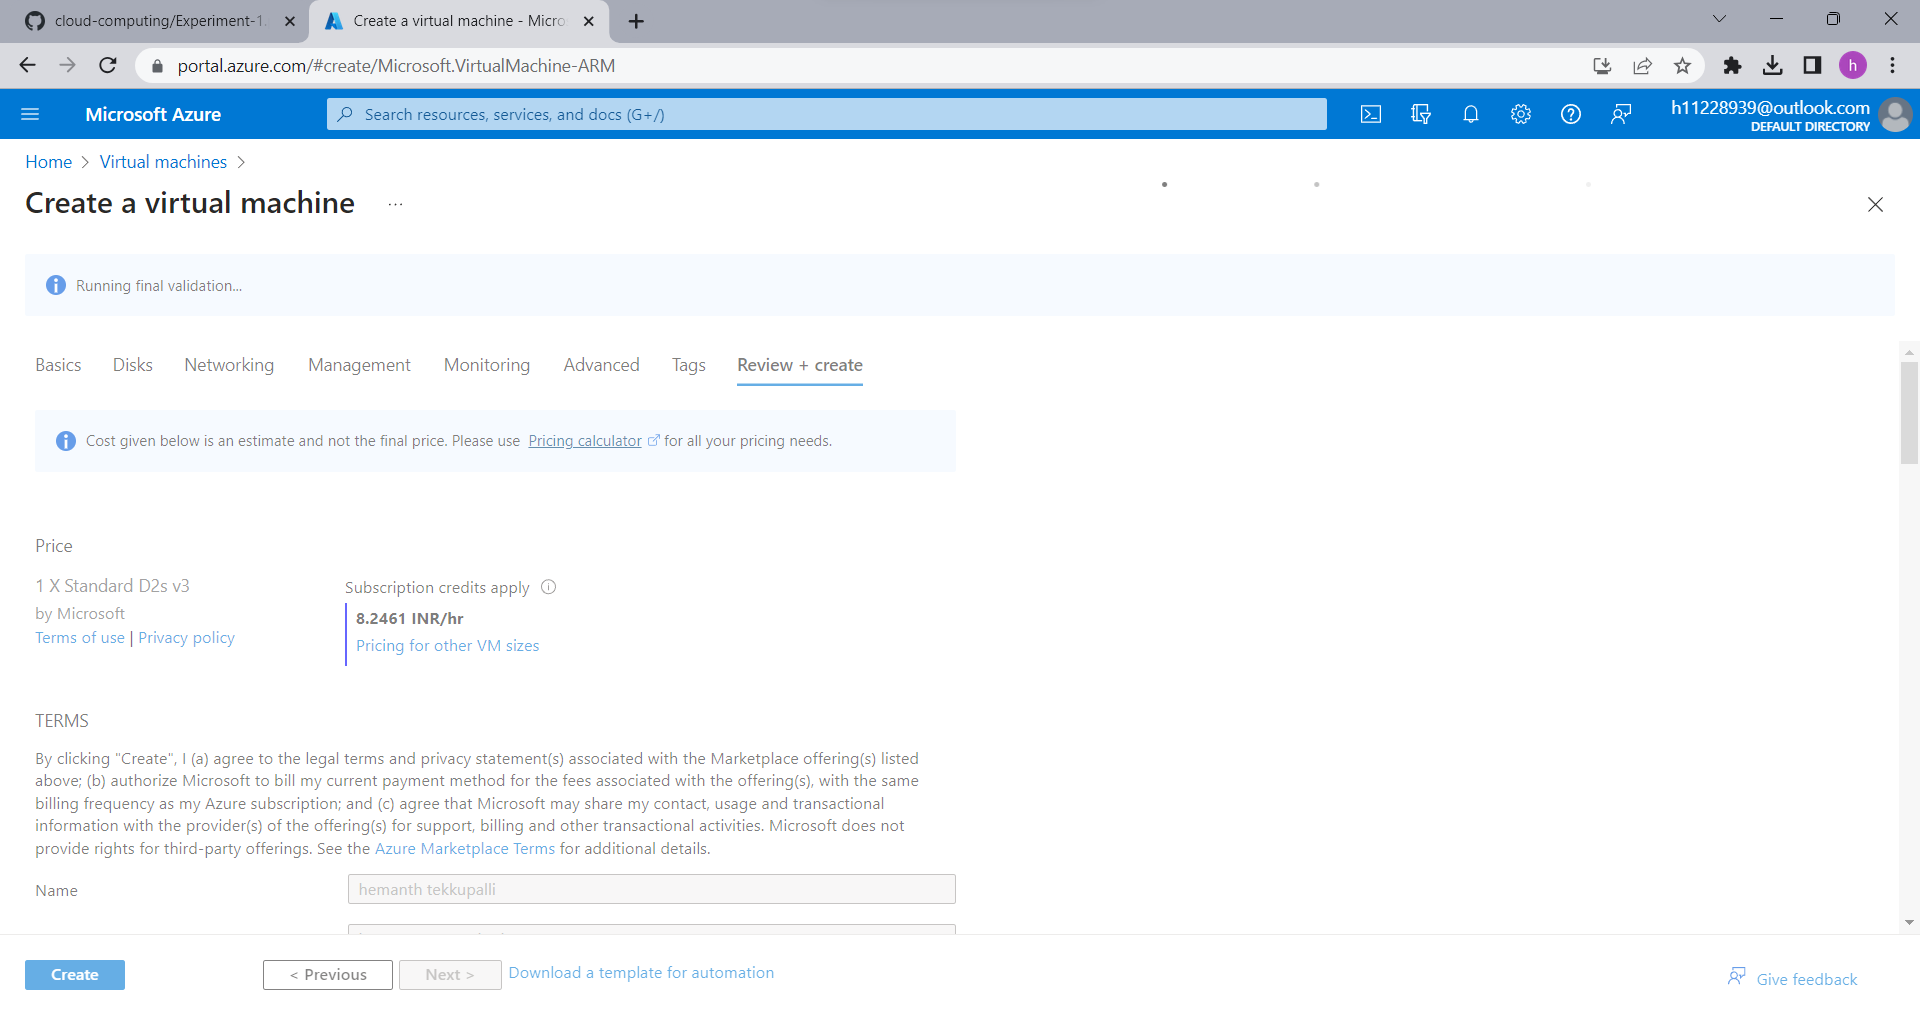 cloud-computing/Experiment-1.
Create a virtual machine - Micro
portal.azure.com/#create/Microsoft.VirtualMachine-ARM
h
Microsoft Azure
Search resources, services, and docs (G+/)
h11228939@outlook.com
DEFAULT DIRECTORY
Home > Virtual machines >
Create a virtual machine ...
Running final validation...
Basics Disks Networking Management Monitoring Advanced Tags Review + create
Cost given below is an estimate and not the final price. Please use Pricing calculator for all your pricing needs.
Price
1 X Standard D2s v3
by Microsoft
Terms of use | Privacy policy
Subscription credits apply
8.2461 INR/hr
Pricing for other VM sizes
TERMS
By clicking "Create", I (a) agree to the legal terms and privacy statement(s) associated with the Marketplace offering(s) listed
above; (b) authorize Microsoft to bill my current payment method for the fees associated with the offering(s), with the same
billing frequency as my Azure subscription; and (c) agree that Microsoft may share my contact, usage and transactional
information with the provider(s) of the offering(s) for support, billing and other transactional activities. Microsoft does not
provide rights for third-party offerings. See the Azure Marketplace Terms for additional details.
Name
hemanth tekkupalli
Create
< Previous
Next >
Download a template for automation
Give feedback